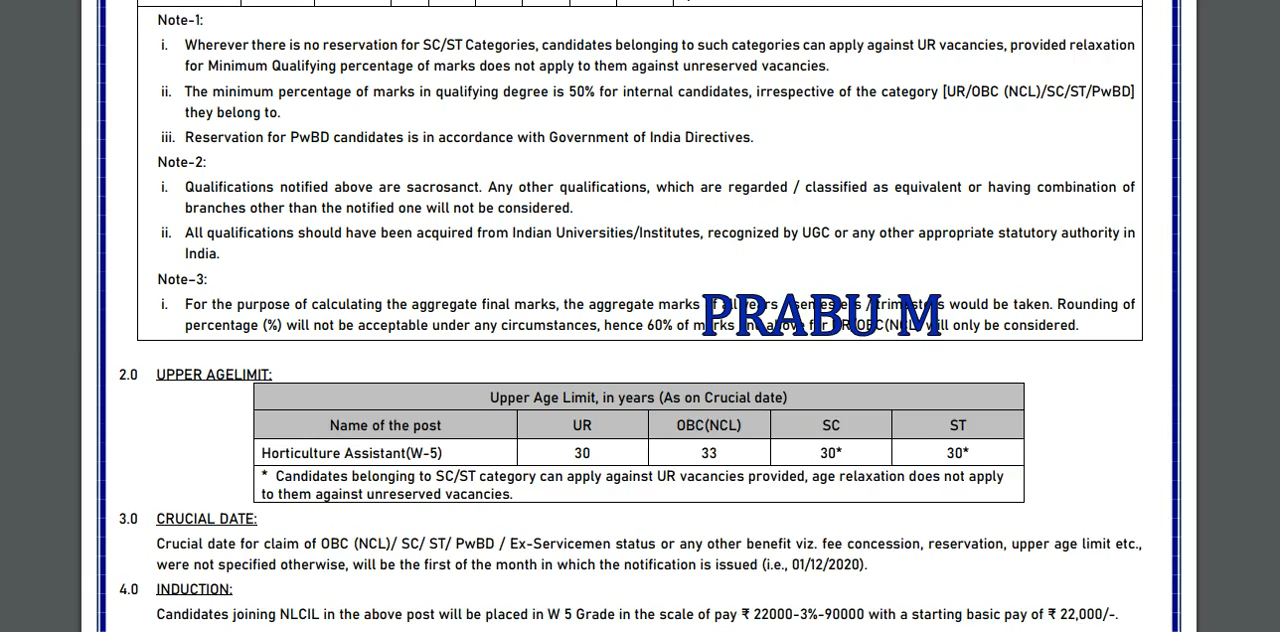 Note-1:
i. Wherever there is no reservation for SC/ST Categories, candidates belonging to such categories can apply against UR vacancies, provided relaxation
for Minimum Qualifying percentage of marks does not apply to them against unreserved vacancies.
ii. The minimum percentage of marks in qualifying degree is 50% for internal candidates, irrespective of the category [UR/OBC (NCL)/SC/ST/PwBD]
they belong to.
iii. Reservation for PwBD candidates is in accordance with Government of India Directives.
Note-2:
i. Qualifications notified above are sacrosanct. Any other qualifications, which are regarded / classified as equivalent or having combination of
branches other than the notified one will not be considered.
ii. All qualifications should have been acquired from Indian Universities/Institutes, recognized by UGC or any other appropriate statutory authority in
India.
Note-3:
i. For the purpose of calculating the aggregate final marks, the aggregate marks of all years / semesters / trimesters would be taken. Rounding of
percentage (%) will not be acceptable under any circumstances, hence 60% of marks and above for UR/OBC(NCL) will only be considered.
PRABU M
2.0 UPPER AGELIMIT:
Upper Age Limit, in years (As on Crucial date)
Name of the post UR OBC(NCL) SC ST
Horticulture Assistant(W-5) 30 33 30* 30*
* Candidates belonging to SC/ST category can apply against UR vacancies provided, age relaxation does not apply
to them against unreserved vacancies.
3.0 CRUCIAL DATE:
Crucial date for claim of OBC (NCL)/ SC/ ST/ PwBD / Ex-Servicemen status or any other benefit viz. fee concession, reservation, upper age limit etc.,
were not specified otherwise, will be the first of the month in which the notification is issued (i.e., 01/12/2020).
4.0 INDUCTION:
Candidates joining NLCIL in the above post will be placed in W 5 Grade in the scale of pay ₹ 22000-3%-90000 with a starting basic pay of ₹ 22,000/-.